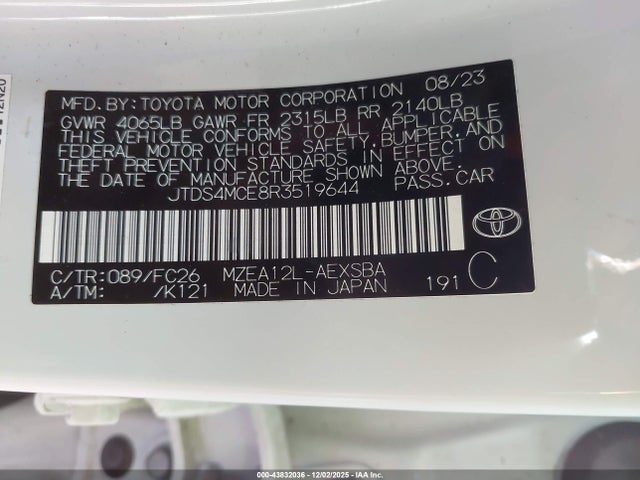 MFD. BY: TOYOTA MOTOR CORPORATION 08/23
GVWR 4065LB GAWR FR 2315LB RR 2140LB
THIS VEHICLE CONFORMS TO ALL APPLICABLE
FEDERAL MOTOR VEHICLE SAFETY, BUMPER, AND
THEFT PREVENTION STANDARDS IN EFFECT ON
THE DATE OF MANUFACTURE SHOWN ABOVE.
JTDS4MCE8R3519644 PASS. CAR
C/TR: 089/FC26 MZEA12L-AEXSBA
A/TM: /K121 MADE IN JAPAN 191 C
TOYOTA
000-43832036 - 12/02/2025 - IAAI.COM